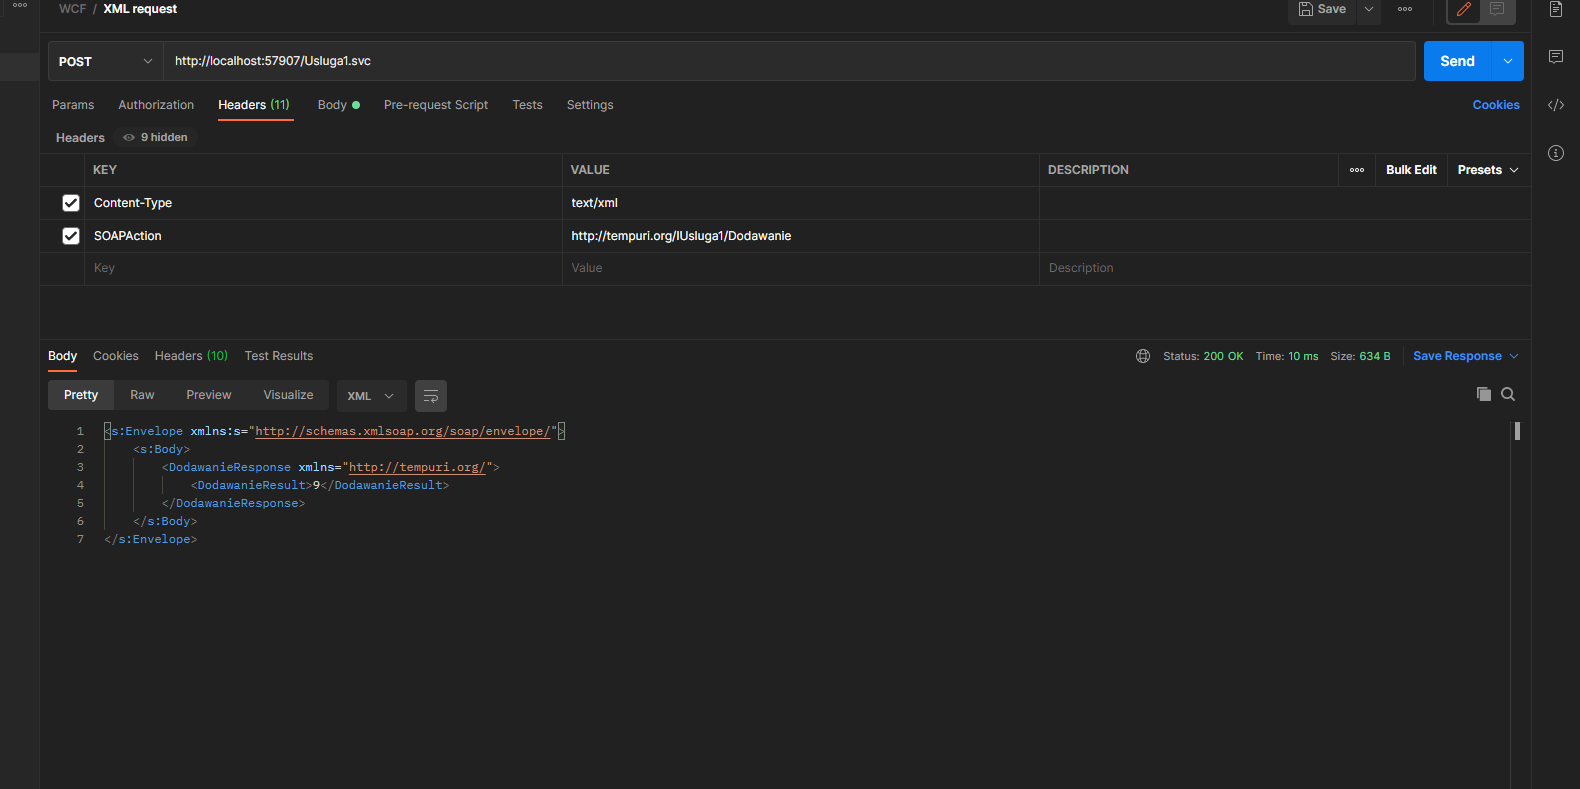 WCF / XML request
Save
POST
http://localhost:57907/Usluga1.svc
Send
Params Authorization Headers (11) Body Pre-request Script Tests Settings
Cookies
Headers 9 hidden
KEY VALUE DESCRIPTION Bulk Edit Presets
Content-Type text/xml
SOAPAction http://tempuri.org/IUsluga1/Dodawanie
Key Value Description
Body Cookies Headers (10) Test Results
Status: 200 OK Time: 10 ms Size: 634 B Save Response
Pretty Raw Preview Visualize XML
1 <s:Envelope xmlns:s="http://schemas.xmlsoap.org/soap/envelope/">
2 <s:Body>
3 <DodawanieResponse xmlns="http://tempuri.org/">
4 <DodawanieResult>9</DodawanieResult>
5 </DodawanieResponse>
6 </s:Body>
7 </s:Envelope>